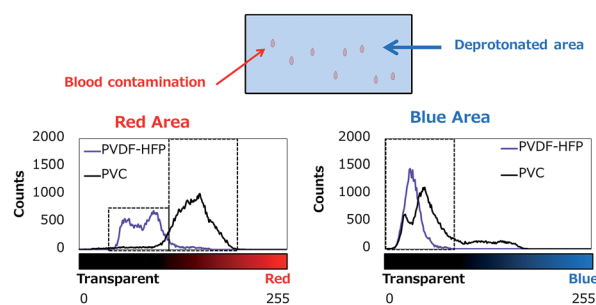 Blood contamination
Deprotonated area
Red Area
Blue Area
2000
1500
1000
500
0
Counts
PVDF-HFP
PVC
Transparent
Red
0
255
2000
1500
1000
500
0
Counts
PVDF-HFP
PVC
Transparent
Blue
0
255